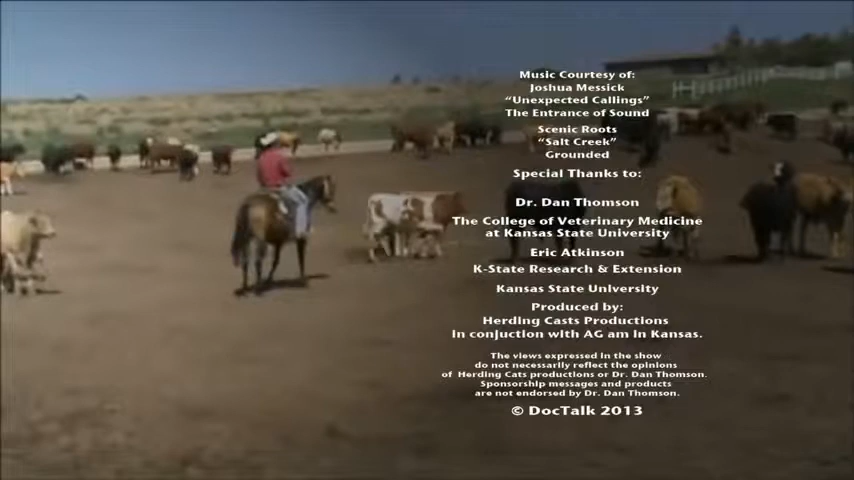 Music Courtesy of:
Joshua Messick
“Unexpected Callings”
The Entrance of Sound
Scenic Roots
“Salt Creek”
Grounded
Special Thanks to:
Dr. Dan Thomson
The College of Veterinary Medicine
at Kansas State University
Eric Atkinson
K-State Research & Extension
Kansas State University
Produced by:
Herding Casts Productions
in conjuction with AG am in Kansas.
The views expressed in the show
do not necessarily reflect the opinions
of Herding Cats productions or Dr. Dan Thomson.
Sponsorship messages and products
are not endorsed by Dr. Dan Thomson.
© DocTalk 2013